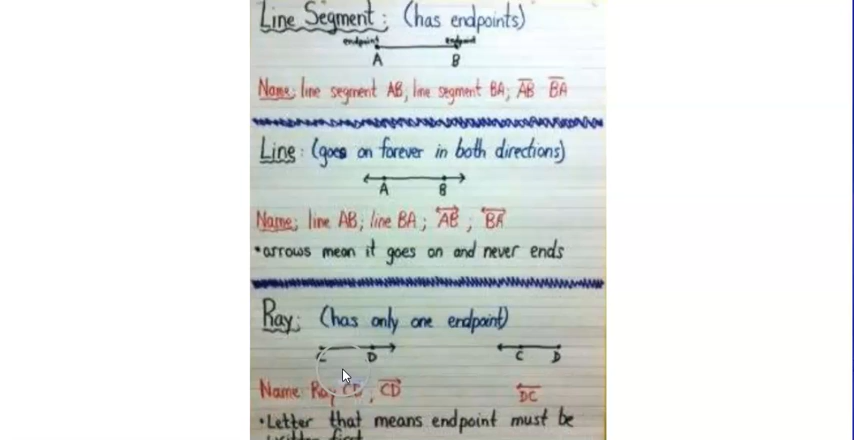 Line Segment: (has endpoints)
endpoint endpoint
A B
Name; line segment AB, line segment BA; AB BA
Line: (goes on forever in both directions)
A B
Name; line AB; line BA; AB ; BA
•arrows mean it goes on and never ends
Ray; (has only one endpoint)
C D C D
Name Ray CD, CD DC
•Letter that means endpoint must be
written first